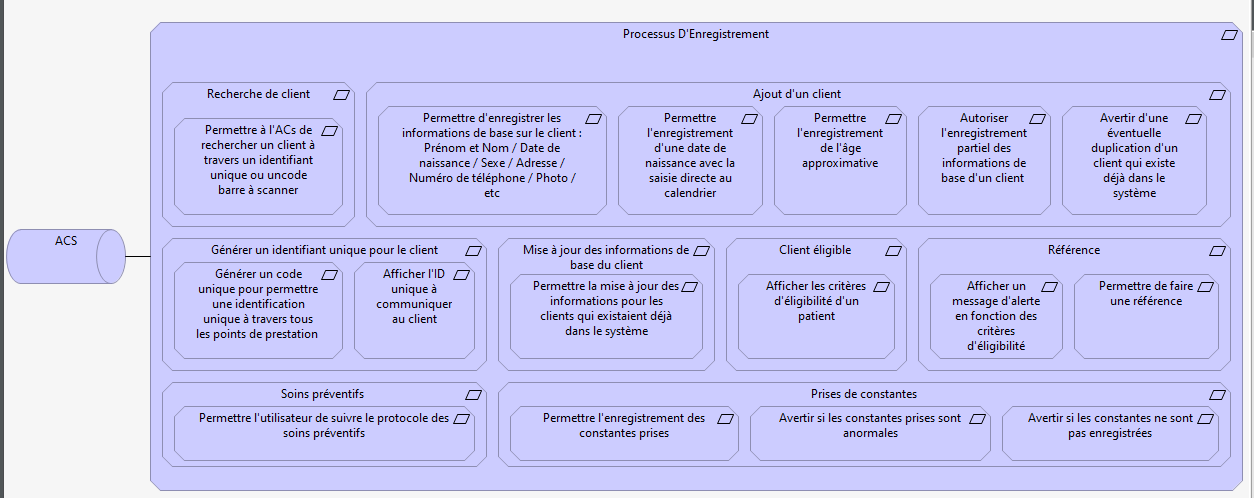 Processus D'Enregistrement
Recherche de client
Permettre à l'ACs de
rechercher un client à
travers un identifiant
unique ou uncode
barre à scanner
Ajout d'un client
Permettre d'enregistrer les
informations de base sur le client :
Prénom et Nom / Date de
naissance / Sexe / Adresse /
Numéro de téléphone / Photo /
etc
Permettre
l'enregistrement
d'une date de
naissance avec la
saisie directe au
calendrier
Permettre
l'enregistrement
de l'âge
approximative
Autoriser
l'enregistrement
partiel des
informations de
base d'un client
Avertir d'une
éventuelle
duplication d'un
client qui existe
déjà dans le
système
ACS
Générer un identifiant unique pour le client
Générer un code
unique pour permettre
une identification
unique à travers tous
les points de prestation
Afficher l'ID
unique à
communiquer
au client
Mise à jour des informations de
base du client
Permettre la mise à jour des
informations pour les
clients qui existaient déjà
dans le système
Client éligible
Afficher les critères
d'éligibilité d'un
patient
Référence
Afficher un
message d'alerte
en fonction des
critères
d'éligibilité
Permettre de faire
une référence
Soins préventifs
Permettre l'utilisateur de suivre le protocole des
soins préventifs
Prises de constantes
Permettre l'enregistrement des
constantes prises
Avertir si les constantes prises sont
anormales
Avertir si les constantes ne sont
pas enregistrées